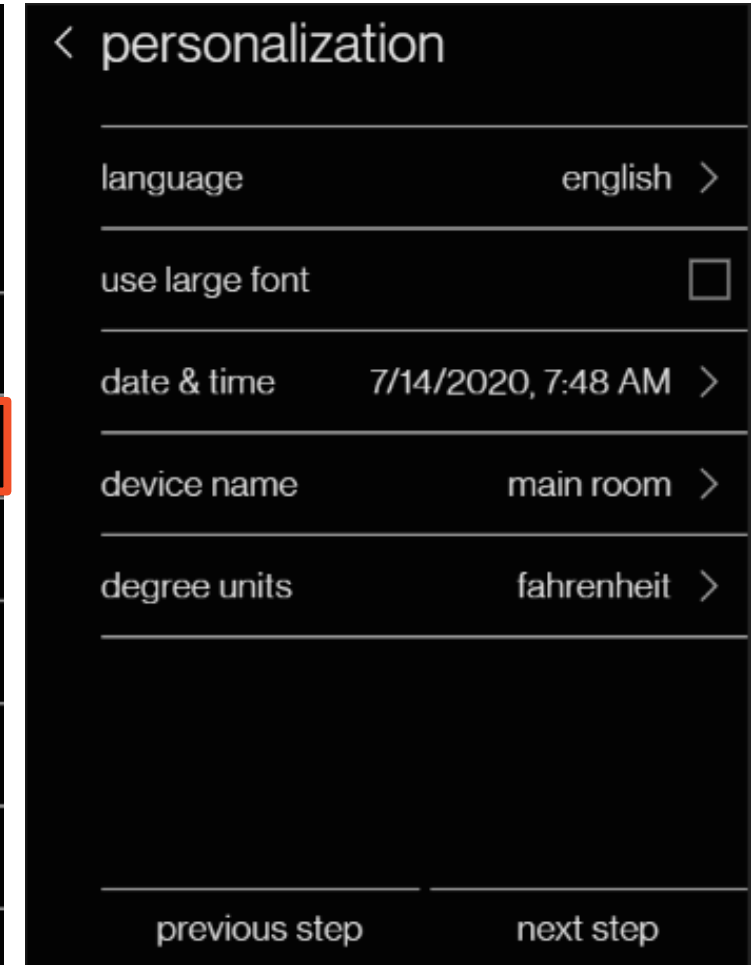 < personalization
language english >
use large font
date & time 7/14/2020, 7:48 AM >
device name main room >
degree units fahrenheit >
previous step next step